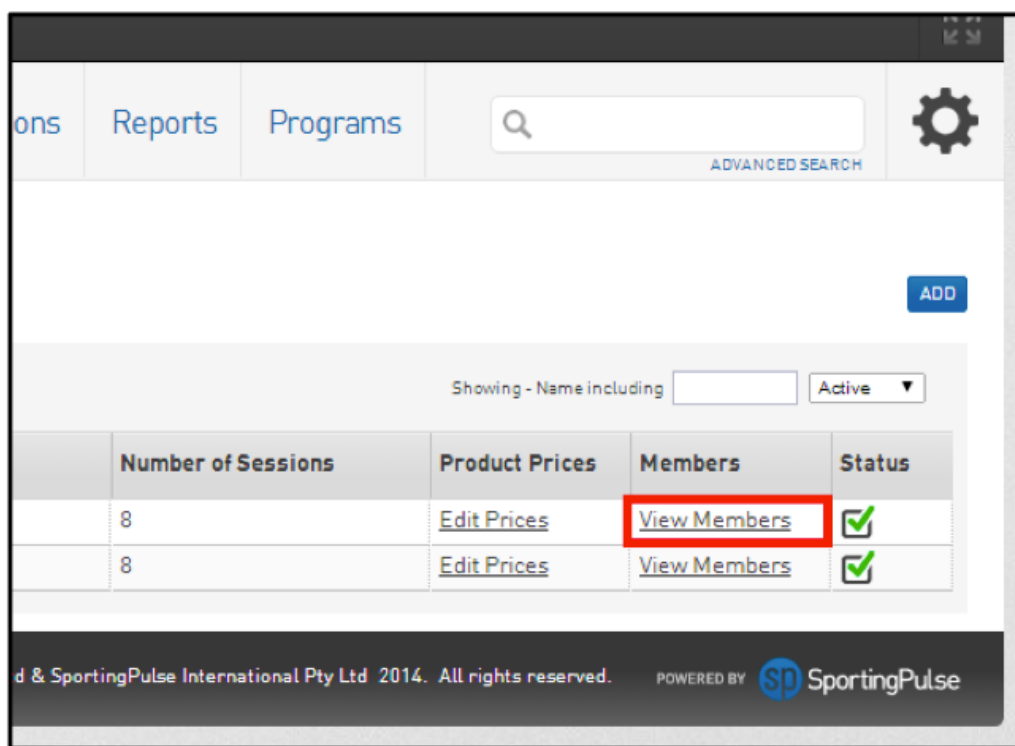 ons Reports Programs
ADVANCED SEARCH
ADD
Showing - Name including Active
Number of Sessions Product Prices Members Status
8 Edit Prices View Members
8 Edit Prices View Members
d & SportingPulse International Pty Ltd 2014. All rights reserved. POWERED BY SP SportingPulse